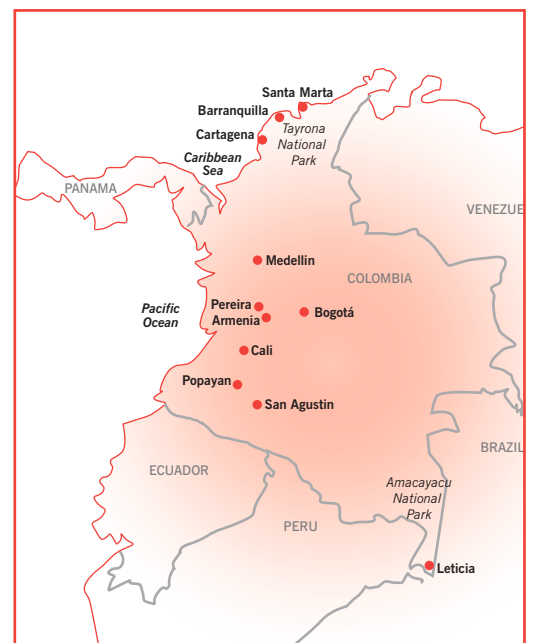 Santa Marta
Barranquilla
Tayrona
National
Park
Cartagena
Caribbean
Sea
PANAMA
VENEZUE
Medellin
COLOMBIA
Pereira
Pacific
Ocean
Bogotá
Armenia
Cali
Popayan
San Agustin
BRAZIL
ECUADOR
Amacayacu
National
Park
PERU
Leticia